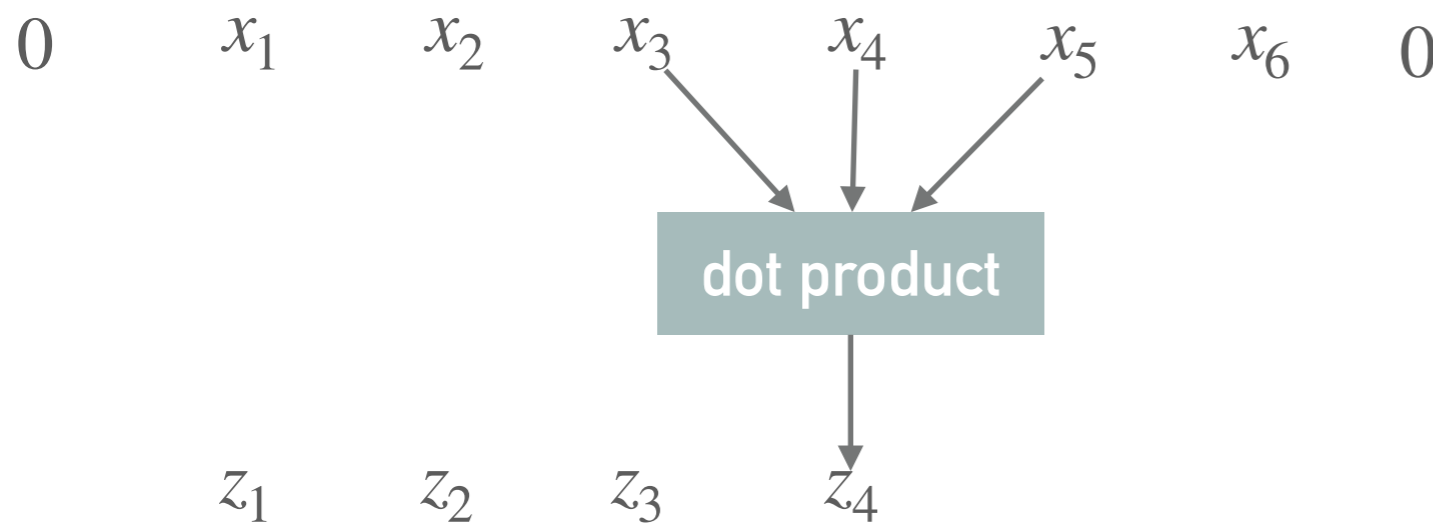 0 x₁ x₂ x₃ x₄ x₅ x₆ 0
dot product
z₁ z₂ z₃ z₄